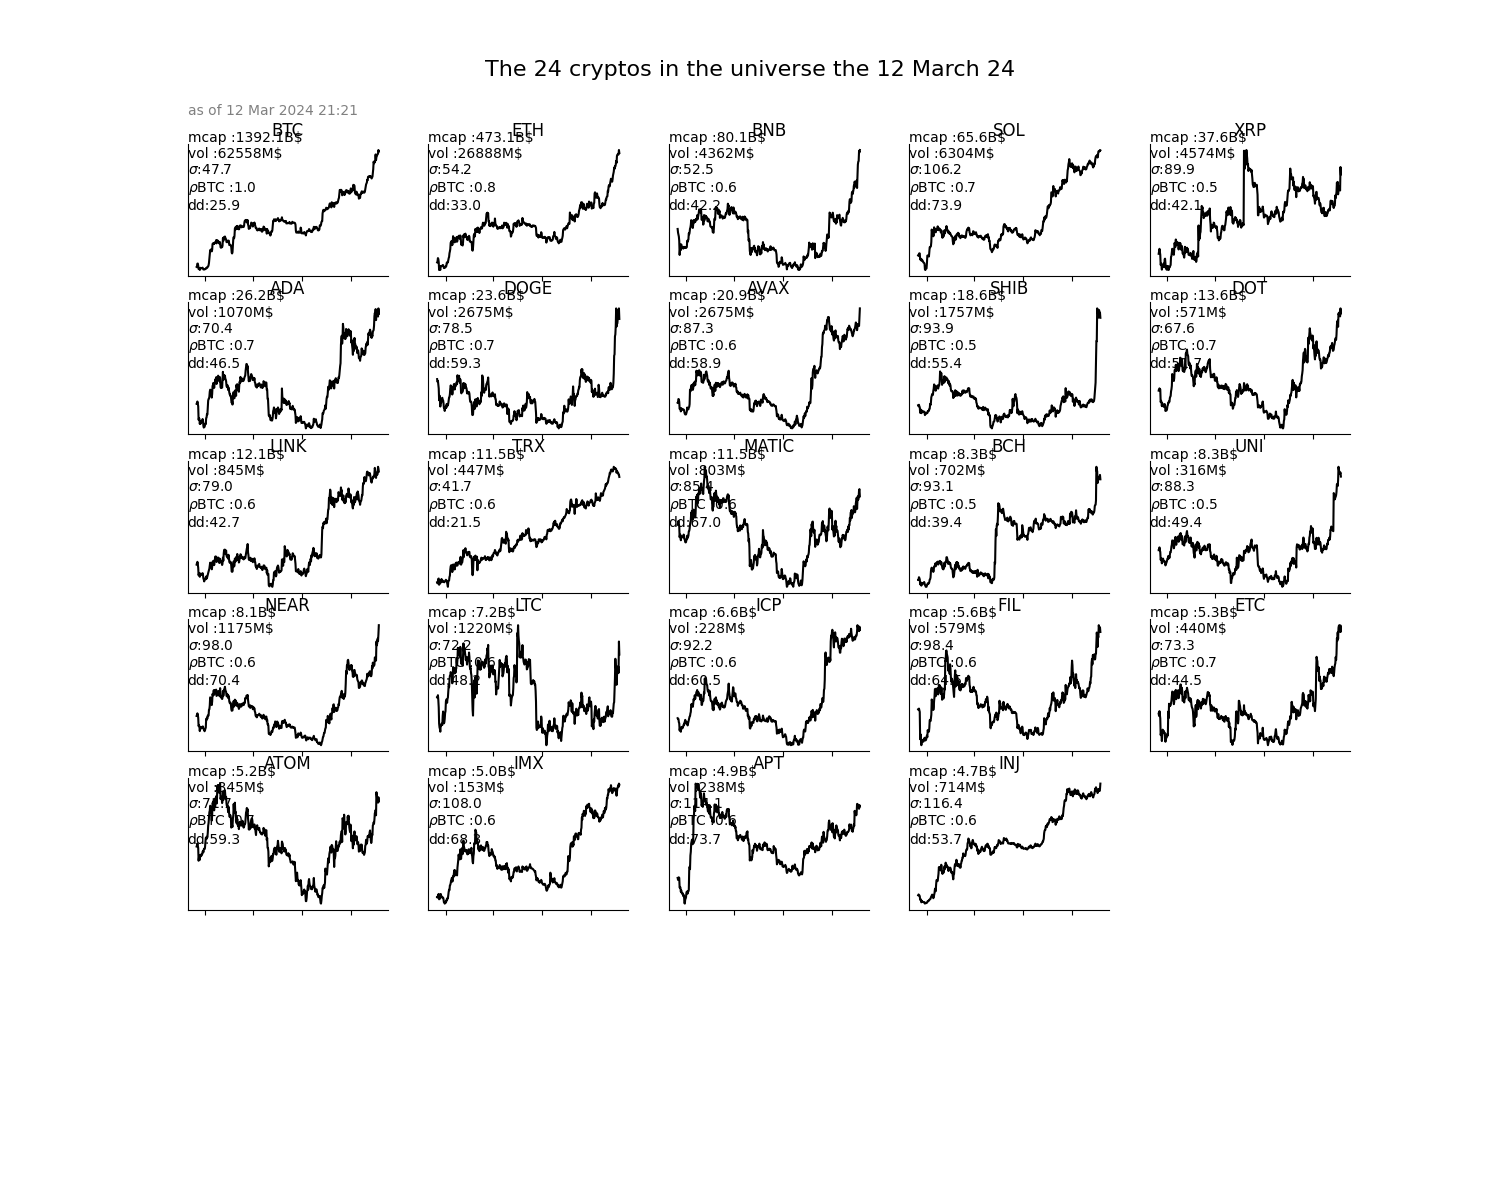 The 24 cryptos in the universe the 12 March 24
as of 12 Mar 2024 21:21
BTC
mcap :1392.1B$
vol :62558M$
σ:47.7
ρBTC :1.0
dd:25.9
ETH
mcap :473.1B$
vol :26888M$
σ:54.2
ρBTC :0.8
dd:33.0
BNB
mcap :80.1B$
vol :4362M$
σ:52.5
ρBTC :0.6
dd:42.2
SOL
mcap :65.6B$
vol :6304M$
σ:106.2
ρBTC :0.7
dd:73.9
XRP
mcap :37.6B$
vol :4574M$
σ:89.9
ρBTC :0.5
dd:42.1
ADA
mcap :26.2B$
vol :1070M$
σ:70.4
ρBTC :0.7
dd:46.5
DOGE
mcap :23.6B$
vol :2675M$
σ:78.5
ρBTC :0.7
dd:59.3
AVAX
mcap :20.9B$
vol :2675M$
σ:87.3
ρBTC :0.6
dd:58.9
SHIB
mcap :18.6B$
vol :1757M$
σ:93.9
ρBTC :0.5
dd:55.4
DOT
mcap :13.6B$
vol :571M$
σ:67.6
ρBTC :0.7
LINK
mcap :12.1B$
vol :845M$
σ:79.0
ρBTC :0.6
dd:42.7
TRX
mcap :11.5B$
vol :447M$
σ:41.7
ρBTC :0.6
dd:21.5
MATIC
mcap :11.5B$
vol :803M$
σ:85.4
ρBTC :0.6
dd:67.0
BCH
mcap :8.3B$
vol :702M$
σ:93.1
ρBTC :0.5
dd:39.4
UNI
mcap :8.3B$
vol :316M$
σ:88.3
ρBTC :0.5
dd:49.4
NEAR
mcap :8.1B$
vol :1175M$
σ:98.0
ρBTC :0.6
dd:70.4
LTC
mcap :7.2B$
vol :1220M$
σ:72.2
ρBTC :0.6
dd:48.2
ICP
mcap :6.6B$
vol :228M$
σ:92.2
ρBTC :0.6
dd:60.5
FIL
mcap :5.6B$
vol :579M$
σ:98.4
ρBTC :0.6
ETC
mcap :5.3B$
vol :440M$
σ:73.3
ρBTC :0.7
dd:44.5
ATOM
mcap :5.2B$
vol :345M$
ρBTC :0.7
dd:59.3
IMX
mcap :5.0B$
vol :153M$
σ:108.0
ρBTC :0.6
dd:68.3
APT
mcap :4.9B$
vol :238M$
ρBTC :0.6
dd:73.7
INJ
mcap :4.7B$
vol :714M$
σ:116.4
ρBTC :0.6
dd:53.7